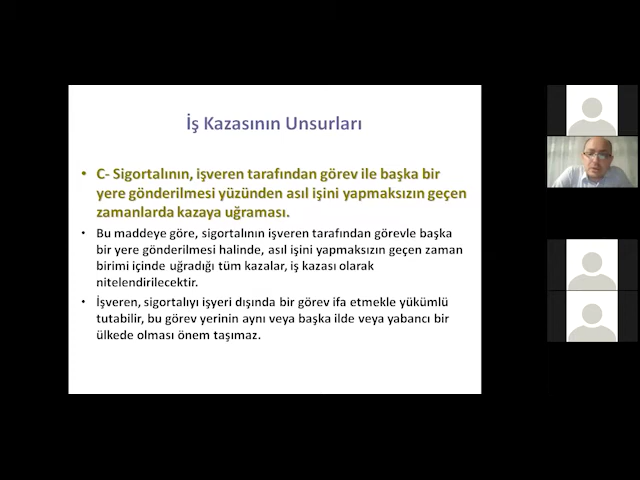 İş Kazasının Unsurları
• C- Sigortalının, işveren tarafından görev ile başka bir
yere gönderilmesi yüzünden asıl işini yapmaksızın geçen
zamanlarda kazaya uğraması.
• Bu maddeye göre, sigortalının işveren tarafından görevle başka
bir yere gönderilmesi halinde, asıl işini yapmaksızın geçen zaman
birimi içinde uğradığı tüm kazalar, iş kazası olarak
nitelendirilecektir.
• İşveren, sigortalıyı işyeri dışında bir görev ifa etmekle yükümlü
tutabilir, bu görev yerinin aynı veya başka ilde veya yabancı bir
ülkede olması önem taşımaz.